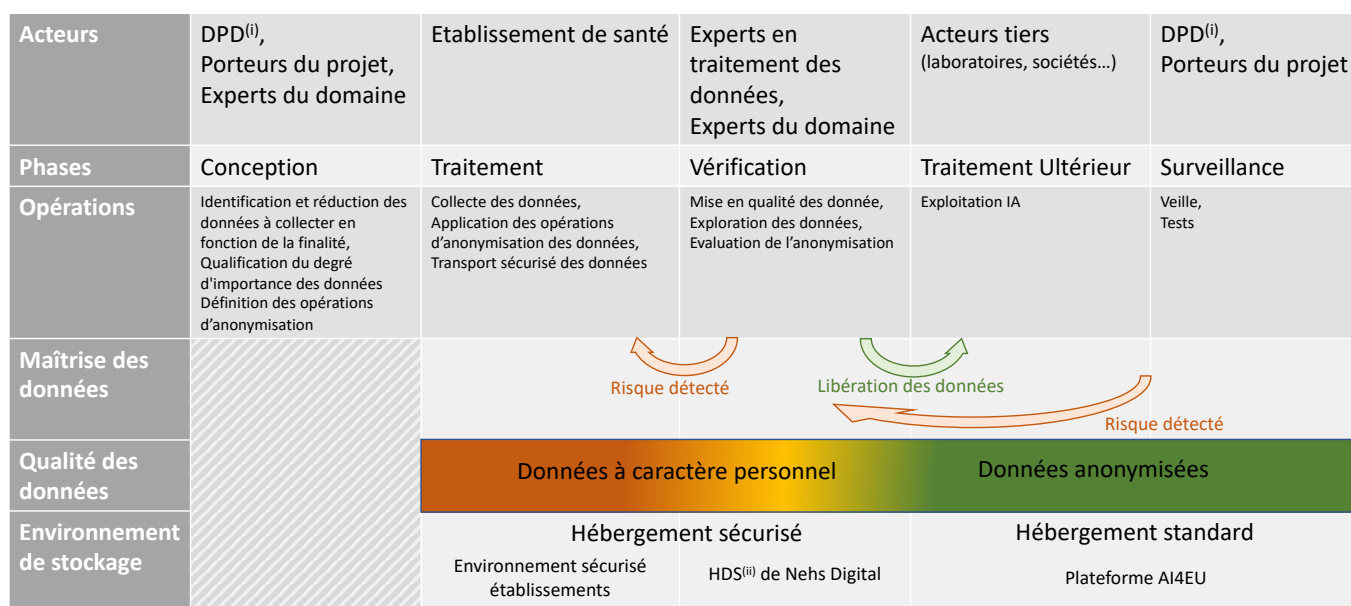 Acteurs
DPD(i),
Porteurs du projet,
Experts du domaine
Etablissement de santé
Experts en
traitement des
données,
Experts du domaine
Acteurs tiers
(laboratoires, sociétés...)
DPD(i),
Porteurs du projet
Phases
Conception
Traitement
Vérification
Traitement Ultérieur
Surveillance
Opérations
Identification et réduction des
données à collecter en
fonction de la finalité,
Qualification du degré
d'importance des données
Définition des opérations
d'anonymisation
Collecte des données,
Application des opérations
d'anonymisation des données,
Transport sécurisé des données
Mise en qualité des donnée,
Exploration des données,
Evaluation de l'anonymisation
Exploitation IA
Veille,
Tests
Maîtrise des
données
Risque détecté
Libération des données
Risque détecté
Qualité des
données
Données à caractère personnel
Données anonymisées
Environnement
de stockage
Hébergement sécurisé
Environnement sécurisé
établissements
HDS(ii) de Nehs Digital
Hébergement standard
Plateforme AI4EU